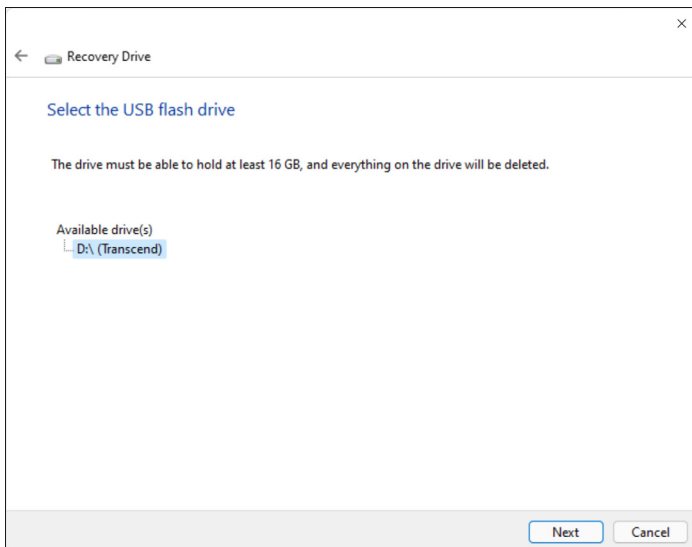 Recovery Drive
Select the USB flash drive
The drive must be able to hold at least 16 GB, and everything on the drive will be deleted.
Available drive(s)
D:\ (Transcend)
Next
Cancel